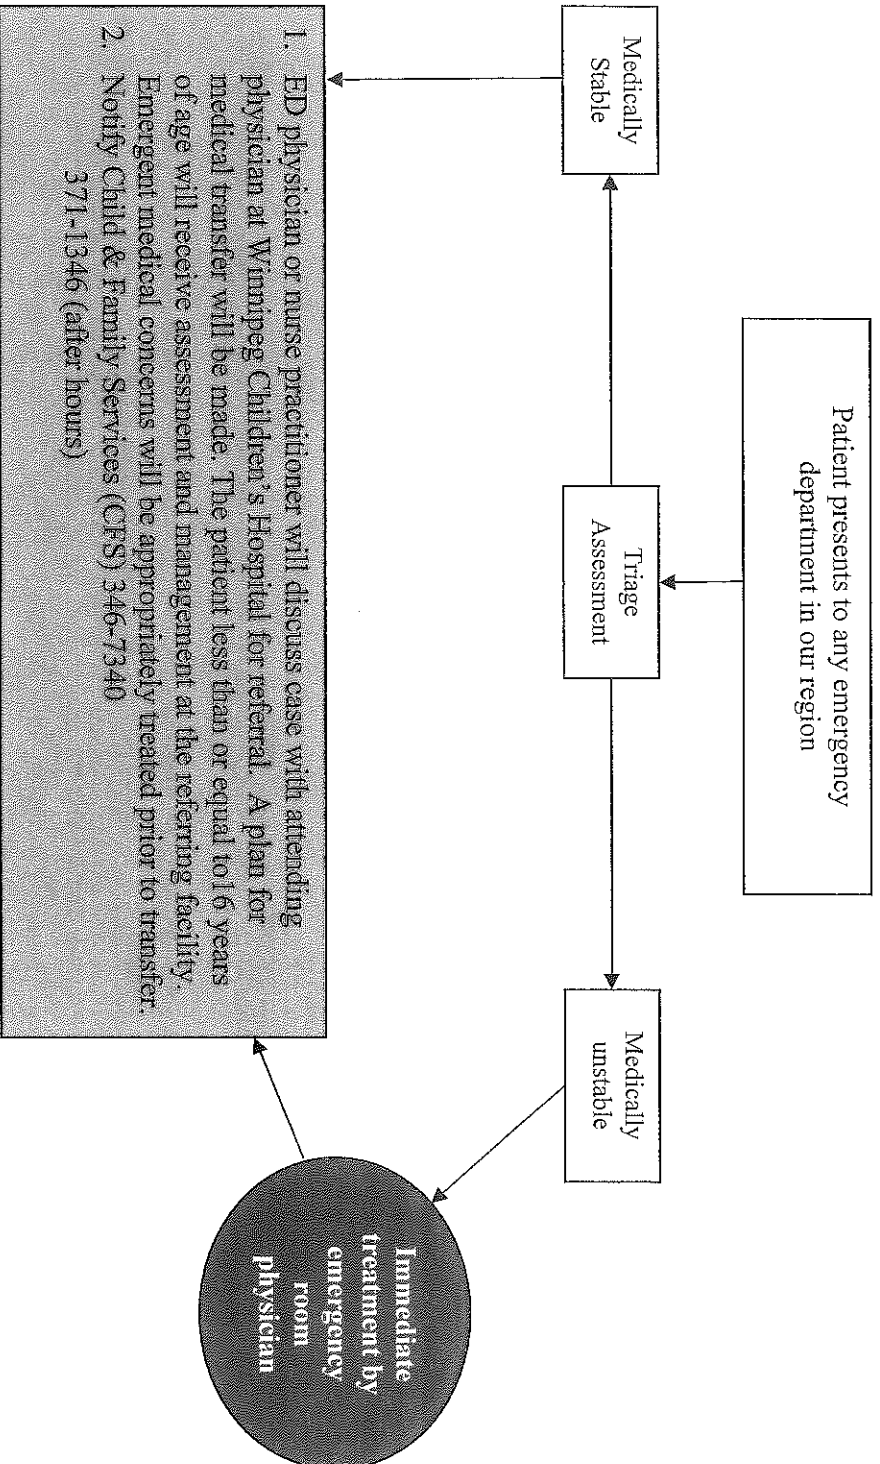 Patient presents to any emergency
department in our region
Triage
Assessment
Medically
Stable
Medically
unstable
Immediate
treatment by
emergency
room
physician
1. ED physician or nurse practitioner will discuss case with attending
physician at Winnipeg Children's Hospital for referral. A plan for
medical transfer will be made. The patient less than or equal to16 years
of age will receive assessment and management at the referring facility.
Emergent medical concerns will be appropriately treated prior to transfer.
2. Notify Child & Family Services (CFS) 346-7340
371-1346 (after hours)